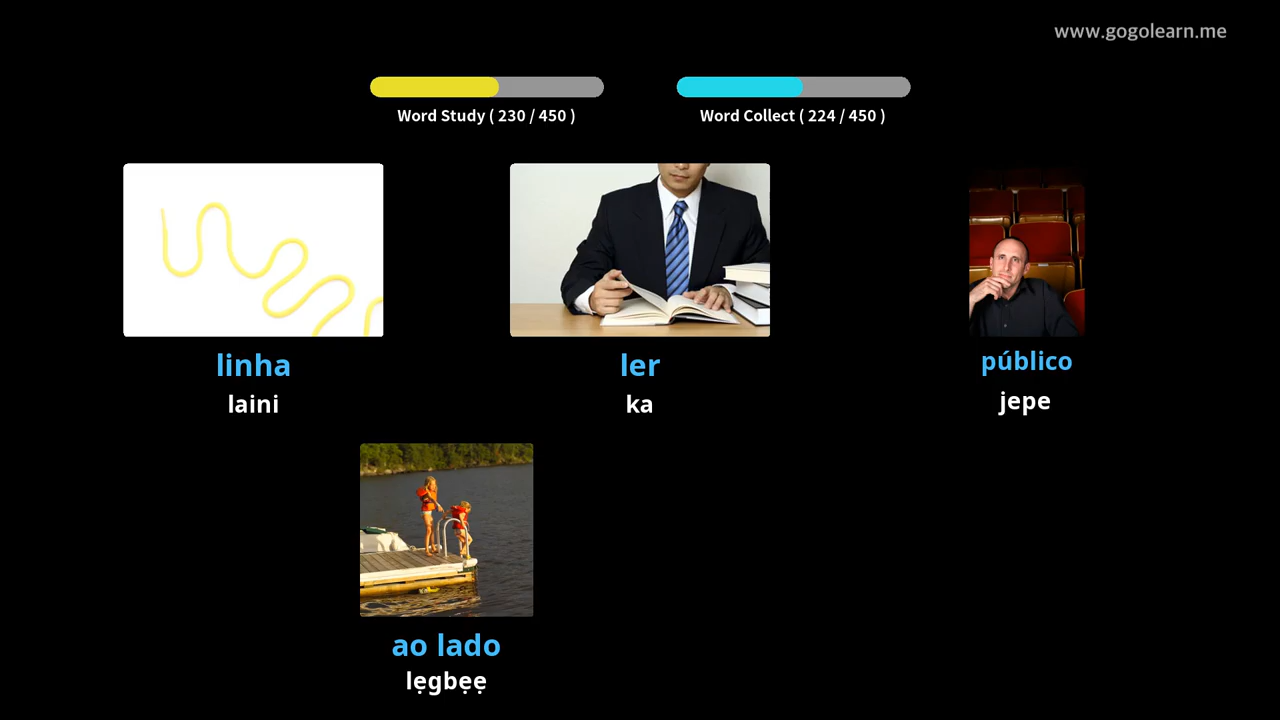 www.gogolearn.me
Word Study ( 230 / 450 )
Word Collect ( 224 / 450 )
linha
laini
ler
ka
público
jepe
ao lado
lẹgbẹẹ